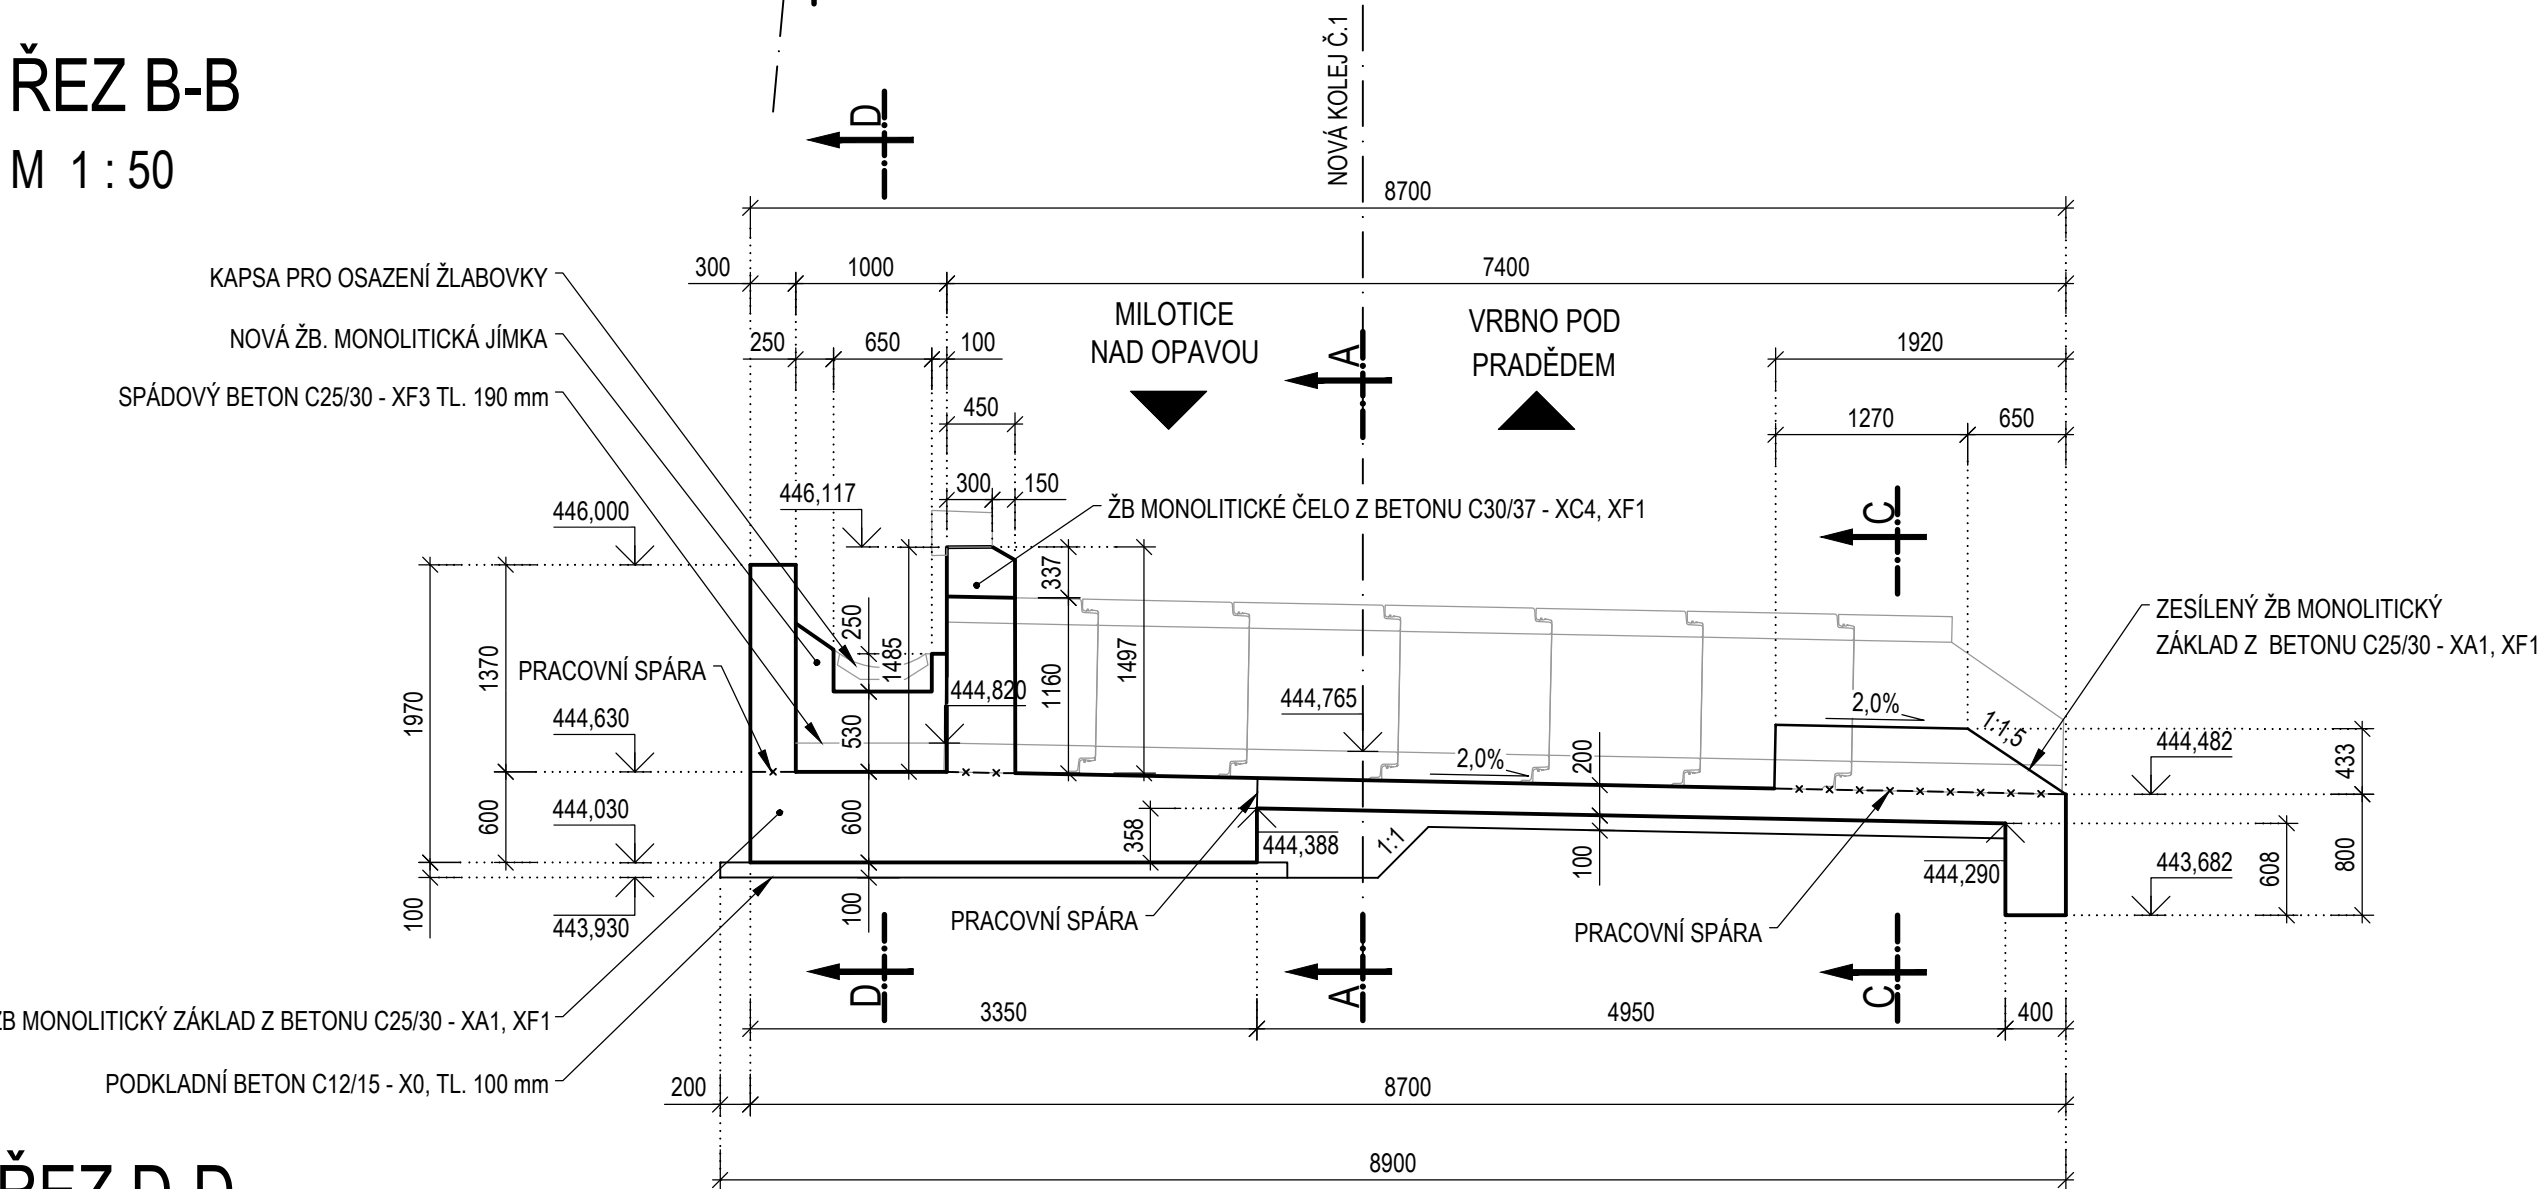 ŘEZ B-B
M 1 : 50
NOVÁ KOLEJ Č.1
D
8700
300
1000
7400
KAPSA PRO OSAZENÍ ŽLABOVKY
NOVÁ ŽB. MONOLITICKÁ JÍMKA
SPÁDOVÝ BETON C25/30 - XF3 TL. 190 mm
250
650
100
MILOTICE
NAD OPAVOU
A
VRBNO POD
PRADĚDEM
1920
450
1270
650
300
150
446,117
446,000
ŽB MONOLITICKÉ ČELO Z BETONU C30/37 - XC4, XF1
C
337
250
1485
1160
1497
ZESÍLENÝ ŽB MONOLITICKÝ
ZÁKLAD Z BETONU C25/30 - XA1, XF1
PRACOVNÍ SPÁRA
1970
1370
444,630
444,820
444,765
2,0%
1:1,5
530
2,0%
200
444,482
433
600
444,030
600
358
444,388
1:1
100
444,290
443,682
608
800
100
443,930
100
PRACOVNÍ SPÁRA
PRACOVNÍ SPÁRA
D
A
C
ŽB MONOLITICKÝ ZÁKLAD Z BETONU C25/30 - XA1, XF1
3350
4950
400
PODKLADNÍ BETON C12/15 - X0, TL. 100 mm
200
8700
8900
ŘEZ D-D